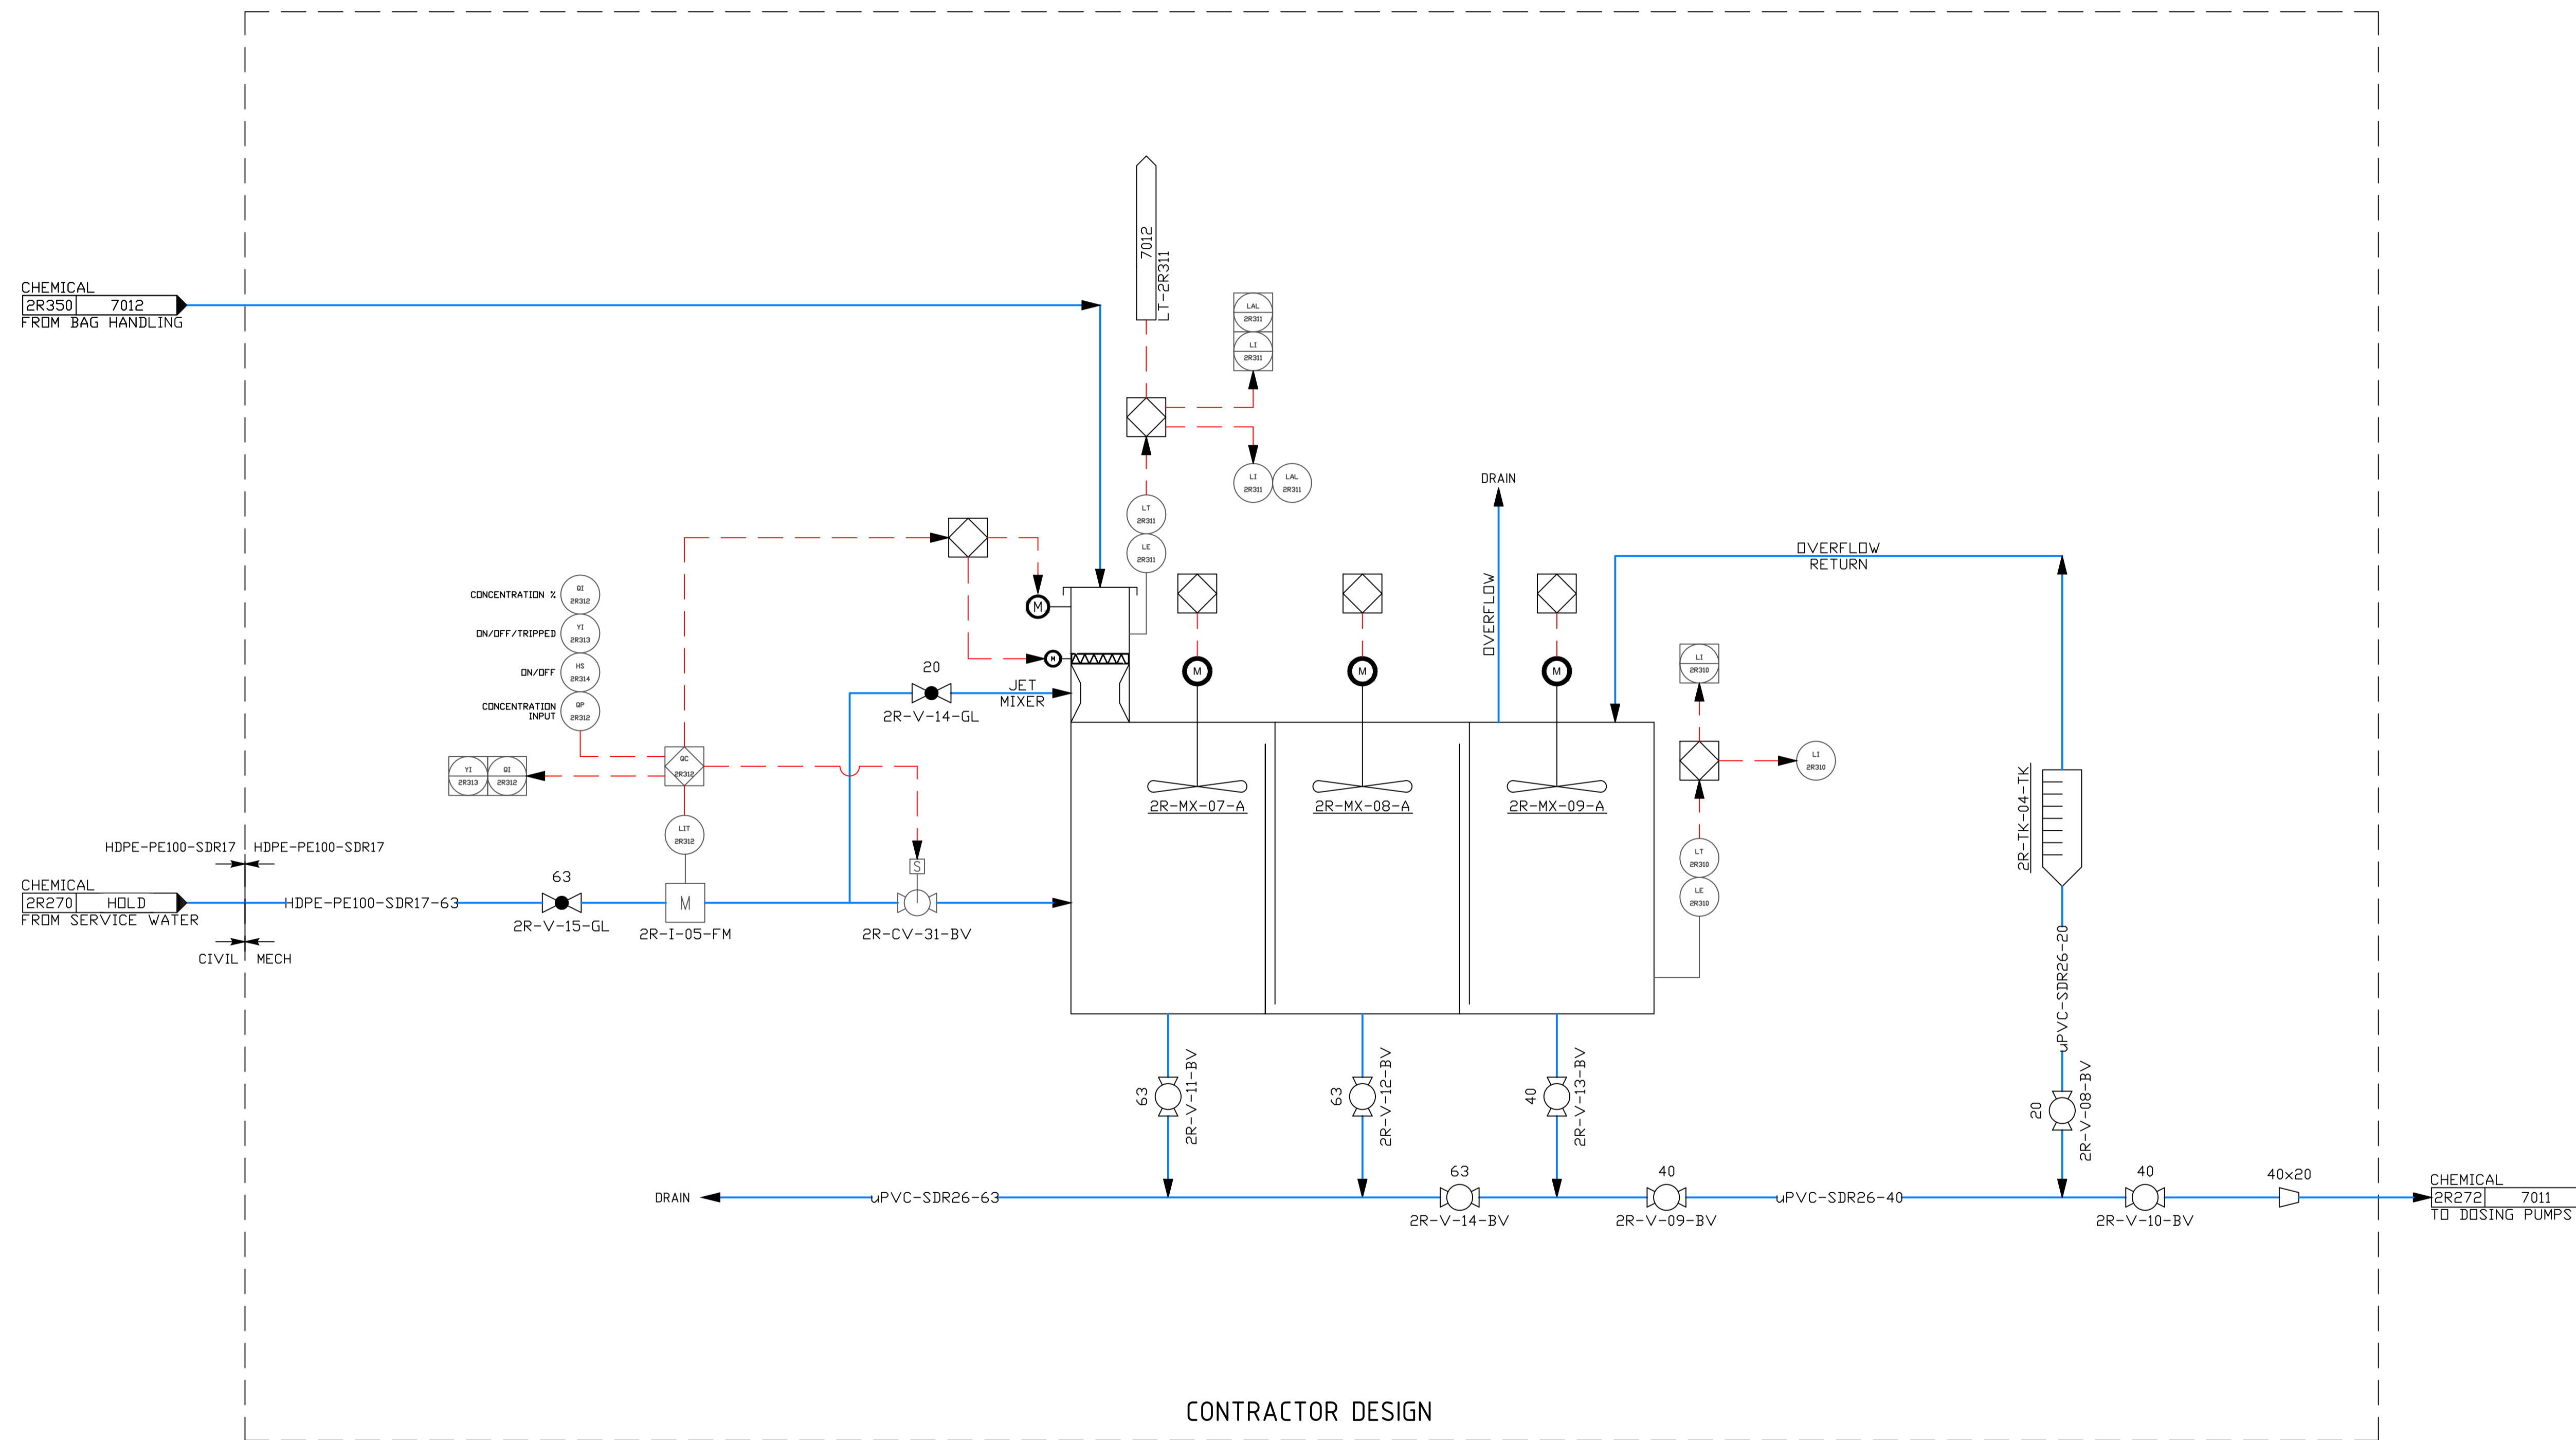 7012
LT-2R311
CHEMICAL
2R350 7012
FROM BAG HANDLING
LAL
2R311
LI
2R311
LI
2R311
LAL
2R311
LT
2R311
LE
2R311
DRAIN
OVERFLOW
OVERFLOW
RETURN
CONCENTRATION %
QI
2R312
ON/OFF/TRIPPED
YI
2R313
ON/OFF
HS
2R314
CONCENTRATION
INPUT
QP
2R312
M
M
M
M
M
20
2R-V-14-GL
JET
MIXER
LI
2R310
LI
2R310
YI
2R313
QI
2R312
QC
2R312
LIT
2R312
2R-MX-07-A
2R-MX-08-A
2R-MX-09-A
2R-TK-04-TK
LT
2R310
LE
2R310
HDPE-PE100-SDR17
HDPE-PE100-SDR17
CHEMICAL
2R270 HOLD
FROM SERVICE WATER
HDPE-PE100-SDR17-63
63
2R-V-15-GL
M
2R-I-05-FM
S
2R-CV-31-BV
CIVIL
MECH
uPVC-SDR26-20
63
2R-V-11-BV
63
2R-V-12-BV
40
2R-V-13-BV
20
2R-V-08-BV
DRAIN
uPVC-SDR26-63
63
2R-V-14-BV
40
2R-V-09-BV
uPVC-SDR26-40
40
2R-V-10-BV
40x20
CHEMICAL
2R272 7011
TO DOSING PUMPS
CONTRACTOR DESIGN